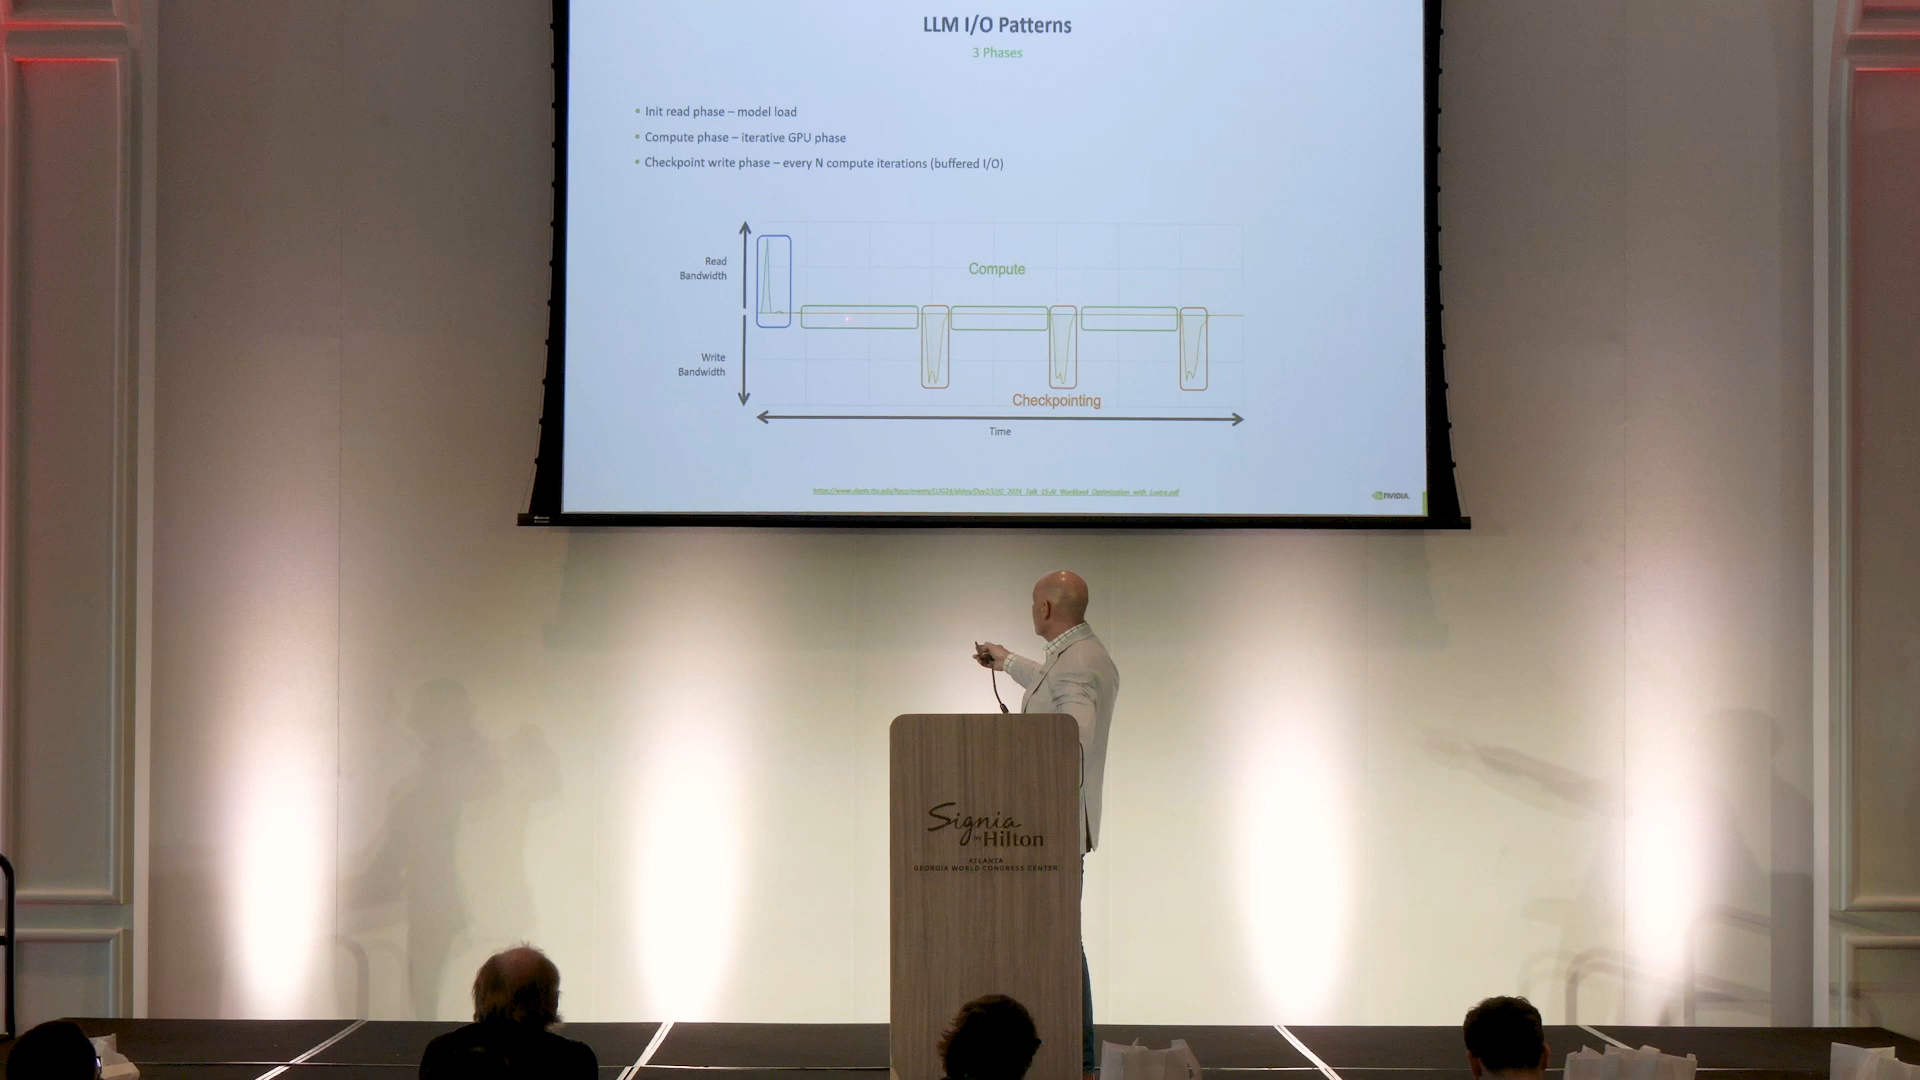 LLM I/O Patterns
3 Phases
• Init read phase – model load
• Compute phase – iterative GPU phase
• Checkpoint write phase – every N compute iterations (buffered I/O)
Read
Bandwidth
Compute
Write
Bandwidth
Checkpointing
Time
NVIDIA.
Signia
by Hilton
ATLANTA
GEORGIA WORLD CONGRESS CENTER